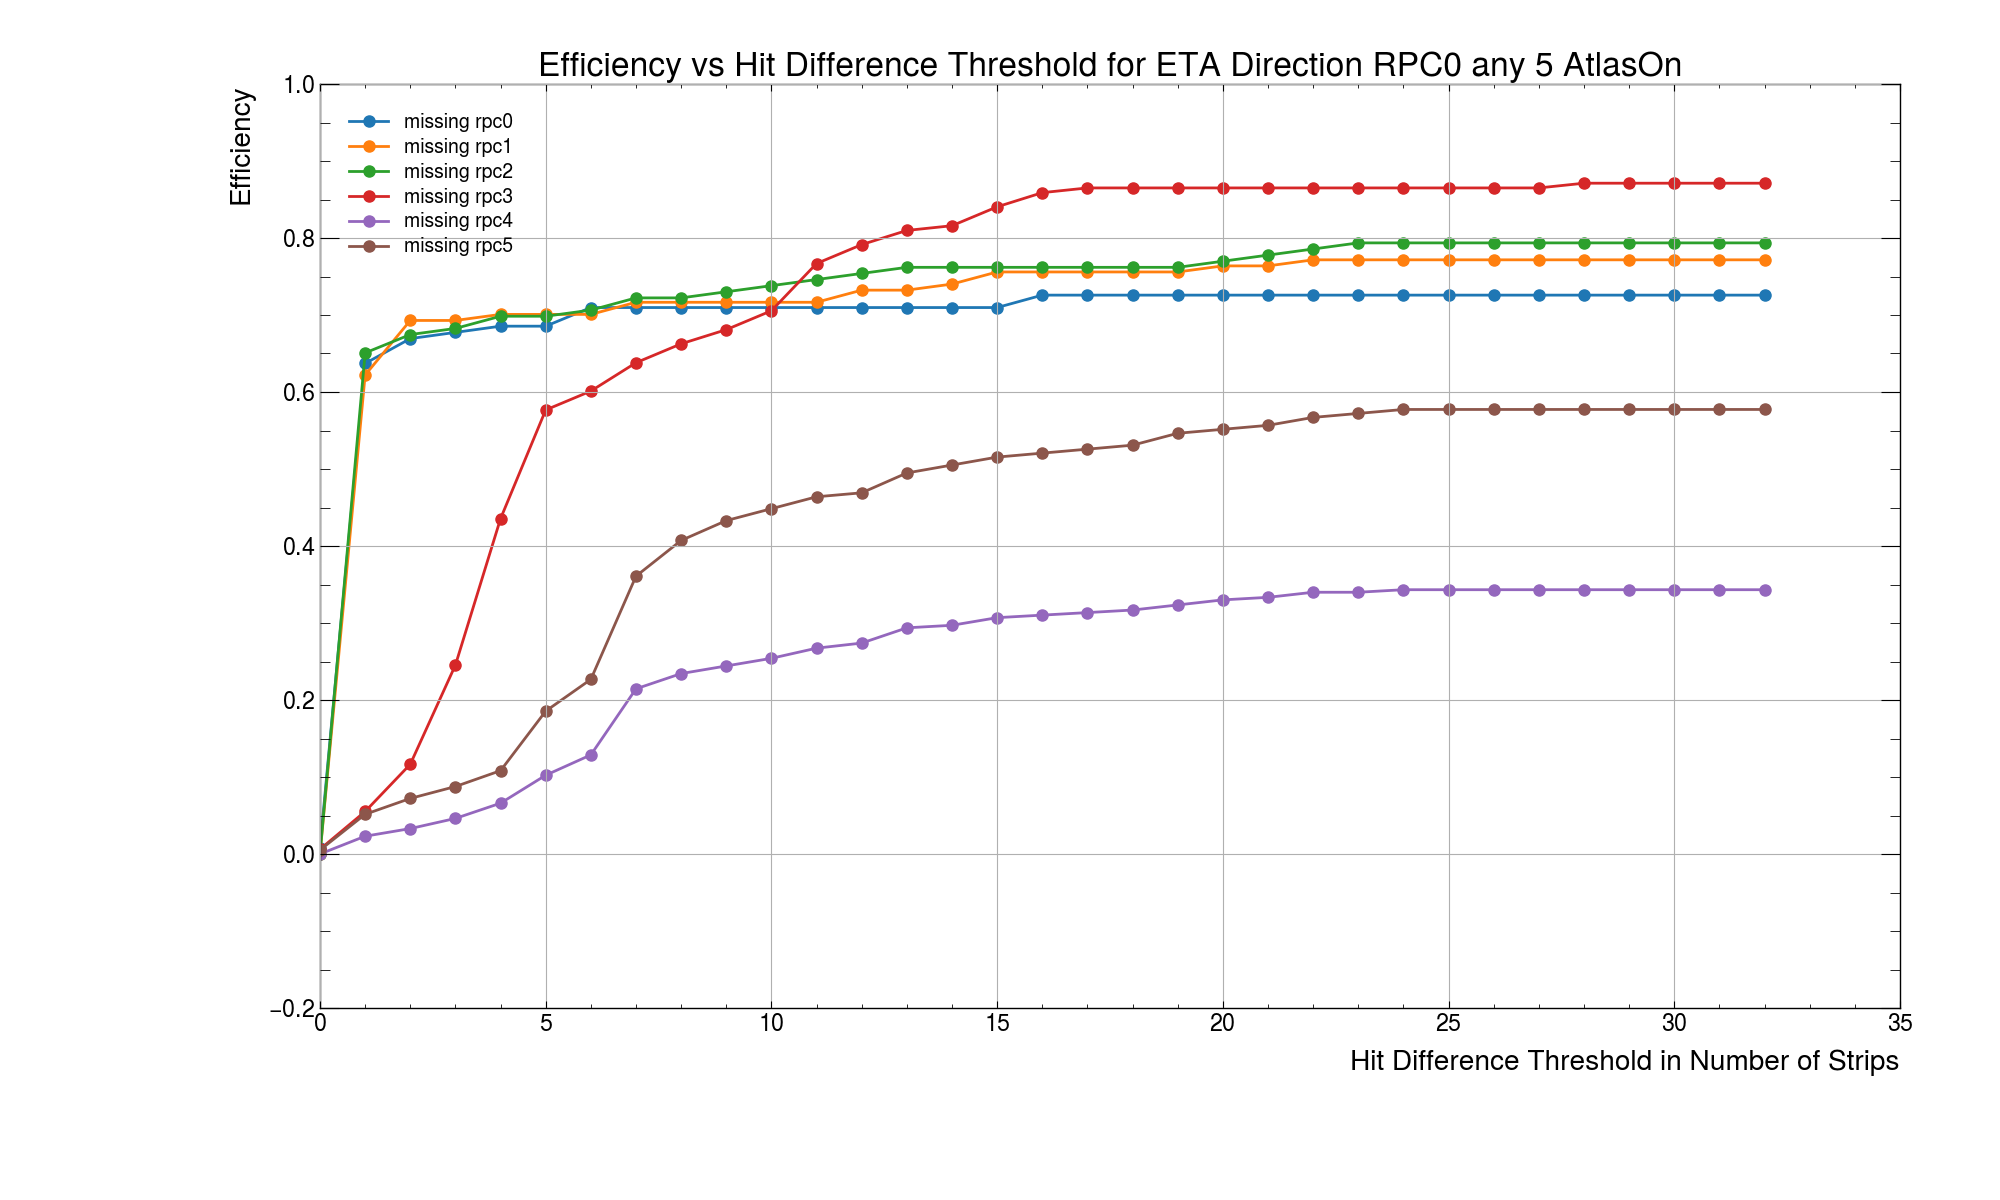 Efficiency vs Hit Difference Threshold for ETA Direction RPC0 any 5 AtlasOn
Efficiency
1.0
0.8
0.6
0.4
0.2
0.0
−0.2
missing rpc0
missing rpc1
missing rpc2
missing rpc3
missing rpc4
missing rpc5
0 5 10 15 20 25 30 35
Hit Difference Threshold in Number of Strips